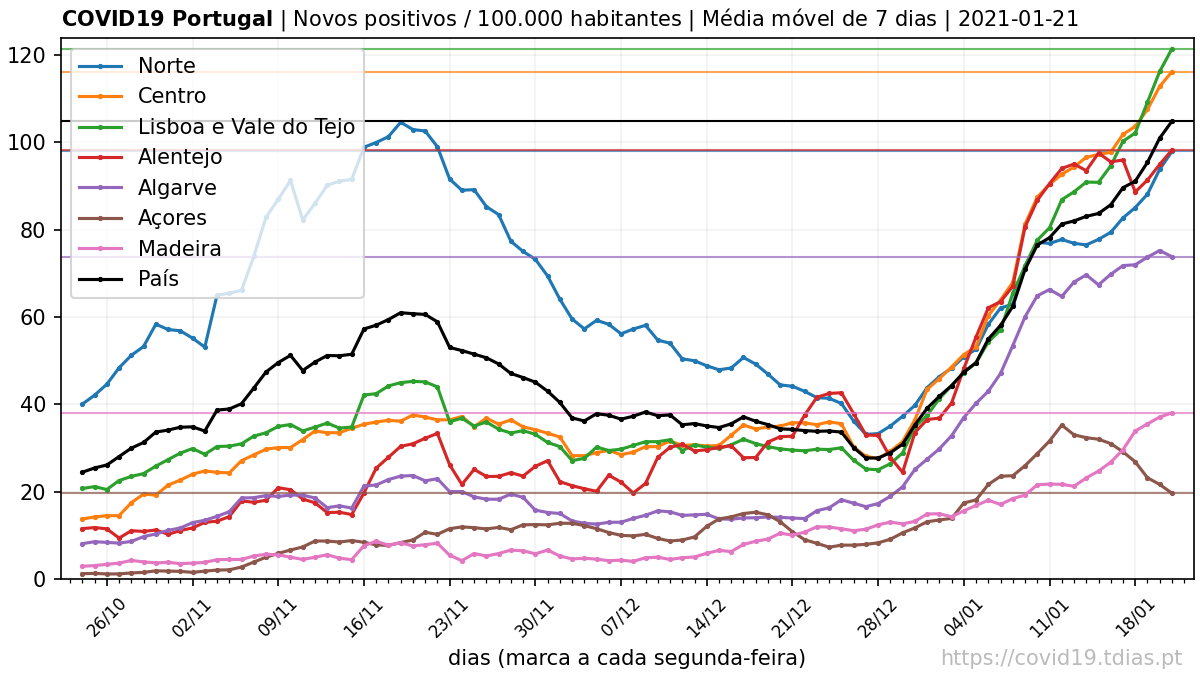 COVID19 Portugal | Novos positivos / 100.000 habitantes | Média móvel de 7 dias | 2021-01-21
120
100
80
60
40
20
0
Norte
Centro
Lisboa e Vale do Tejo
Alentejo
Algarve
Açores
Madeira
País
26/10
02/11
09/11
16/11
23/11
30/11
07/12
14/12
21/12
28/12
04/01
11/01
18/01
dias (marca a cada segunda-feira)
https://covid19.tdias.pt